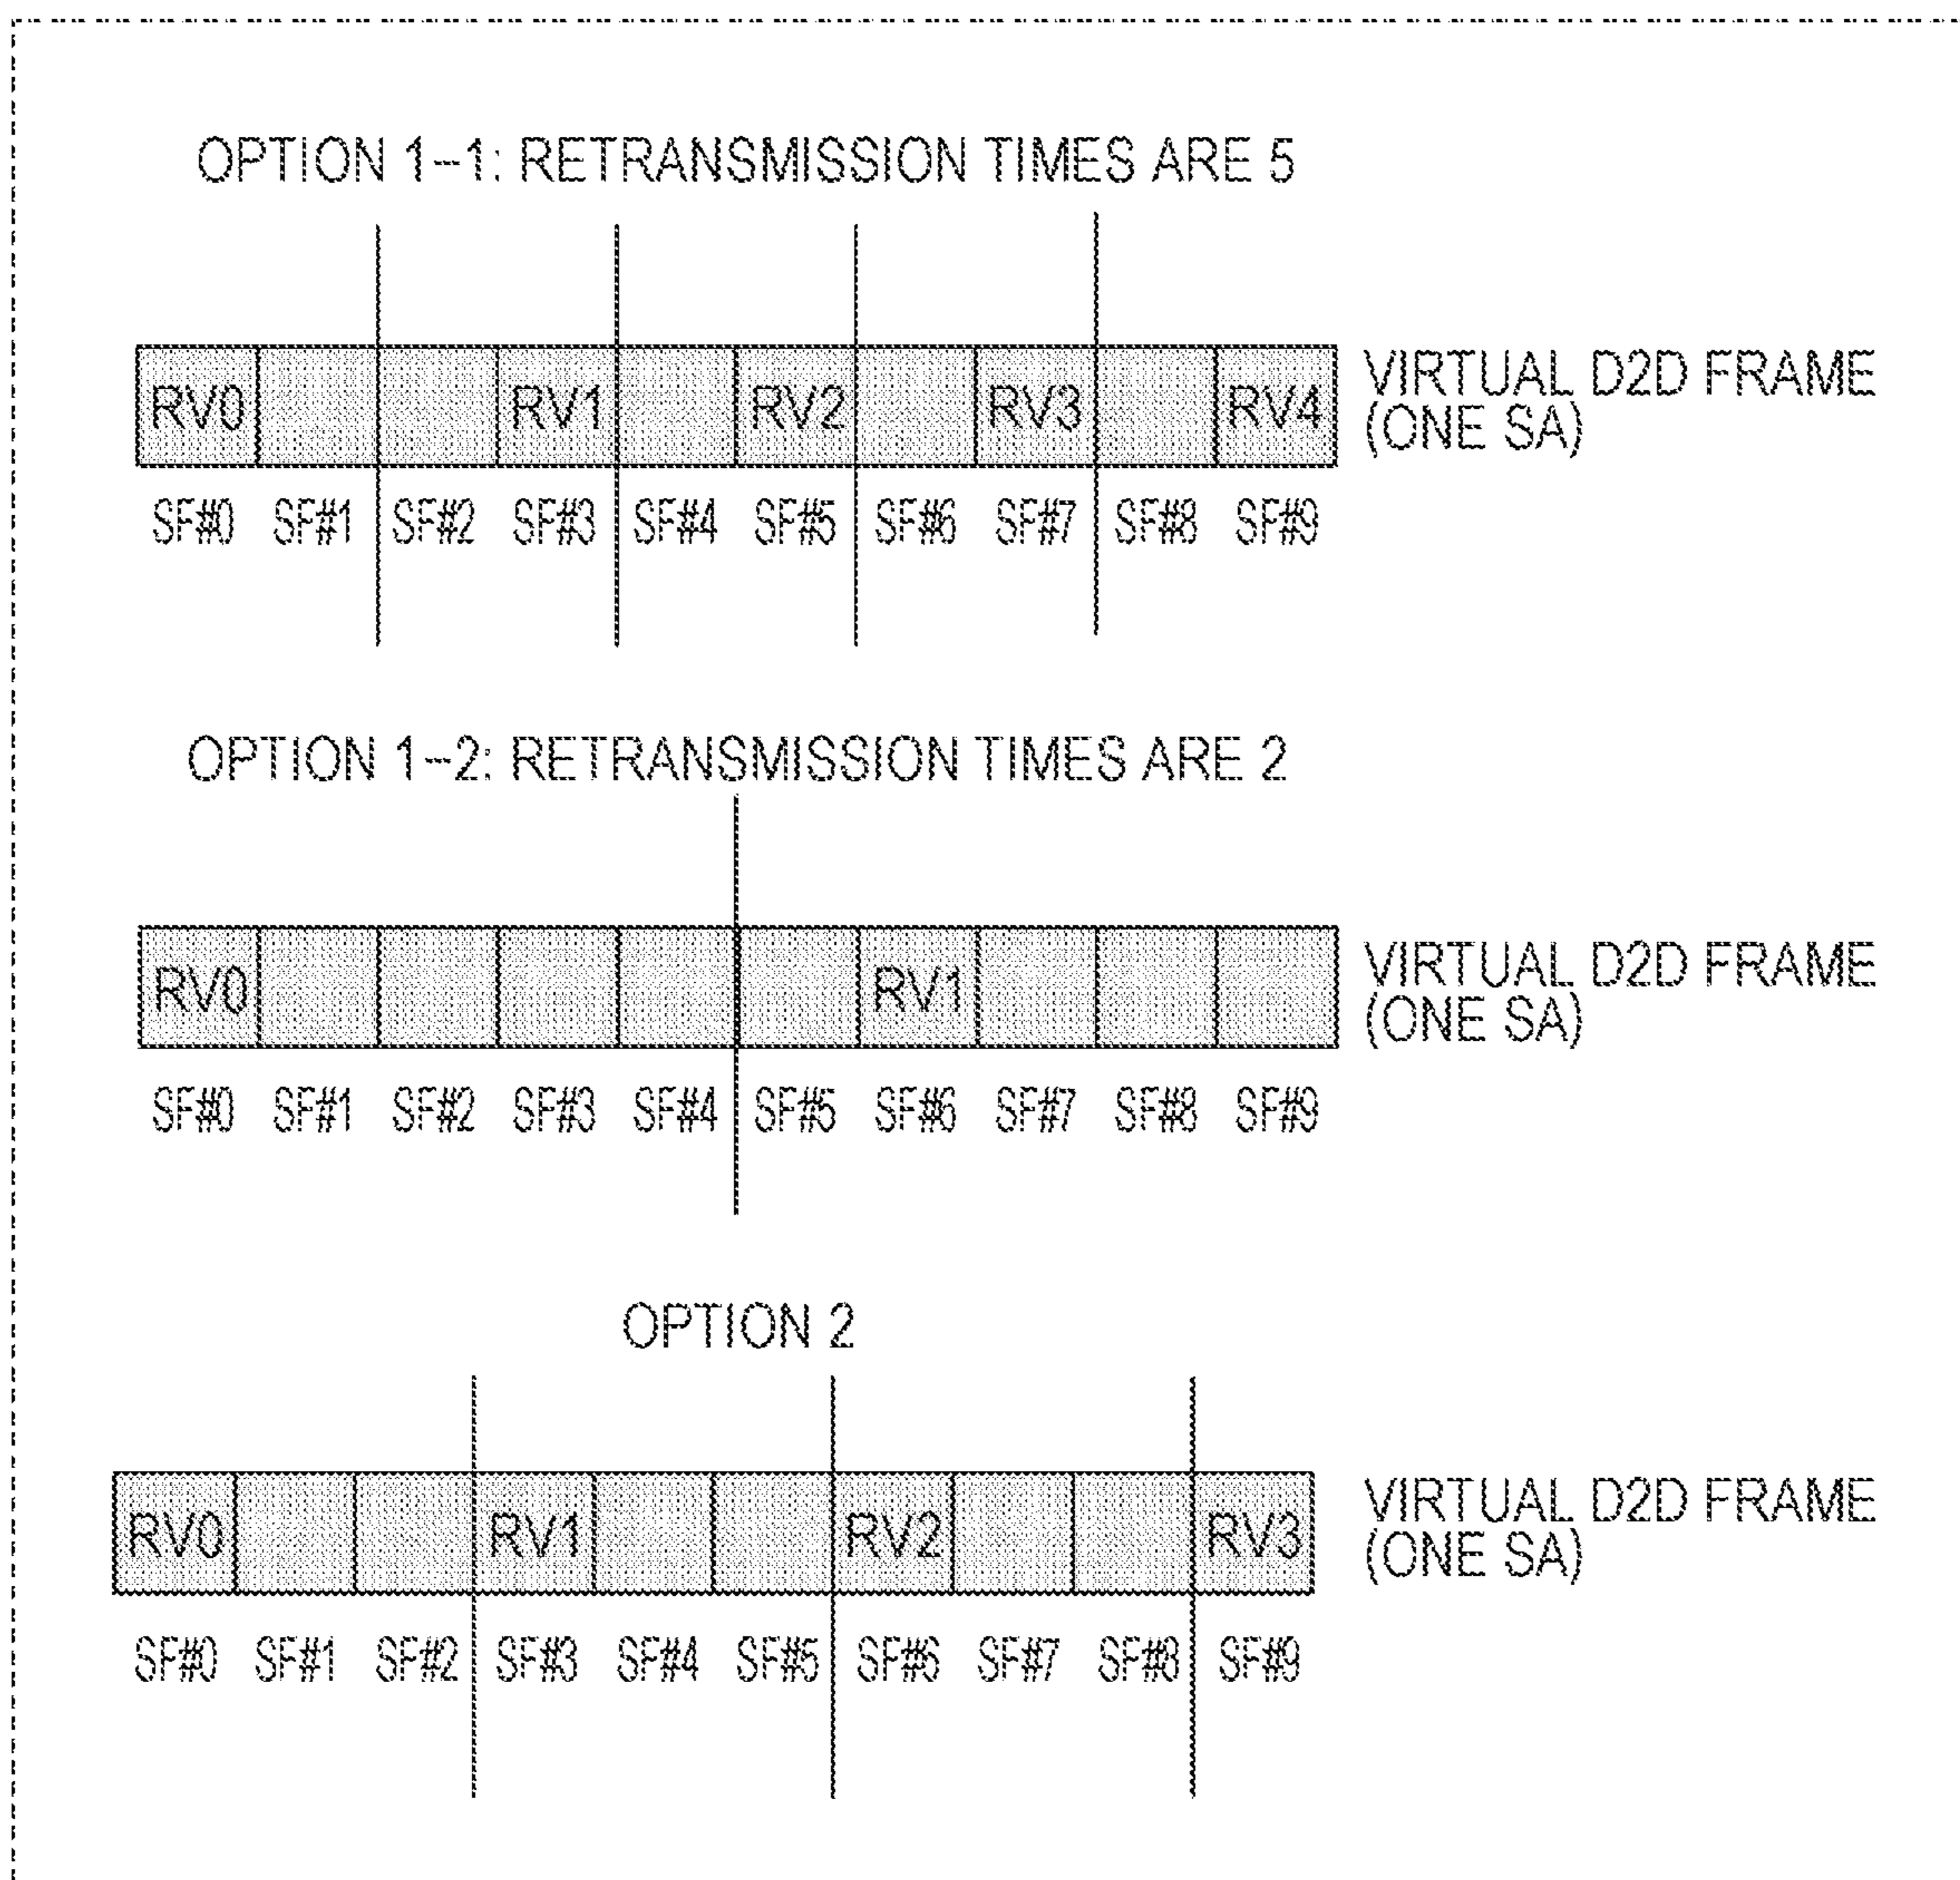 OPTION 1--1: RETRANSMISSION TIMES ARE 5
RV0 RV1 RV2 RV3 RV4
VIRTUAL D2D FRAME
(ONE SA)
SF#0 SF#1 SF#2 SF#3 SF#4 SF#5 SF#6 SF#7 SF#8 SF#9
OPTION 1--2: RETRANSMISSION TIMES ARE 2
RV0 RV1
VIRTUAL D2D FRAME
(ONE SA)
SF#0 SF#1 SF#2 SF#3 SF#4 SF#5 SF#6 SF#7 SF#8 SF#9
OPTION 2
RV0 RV1 RV2 RV3
VIRTUAL D2D FRAME
(ONE SA)
SF#0 SF#1 SF#2 SF#3 SF#4 SF#5 SF#6 SF#7 SF#8 SF#9